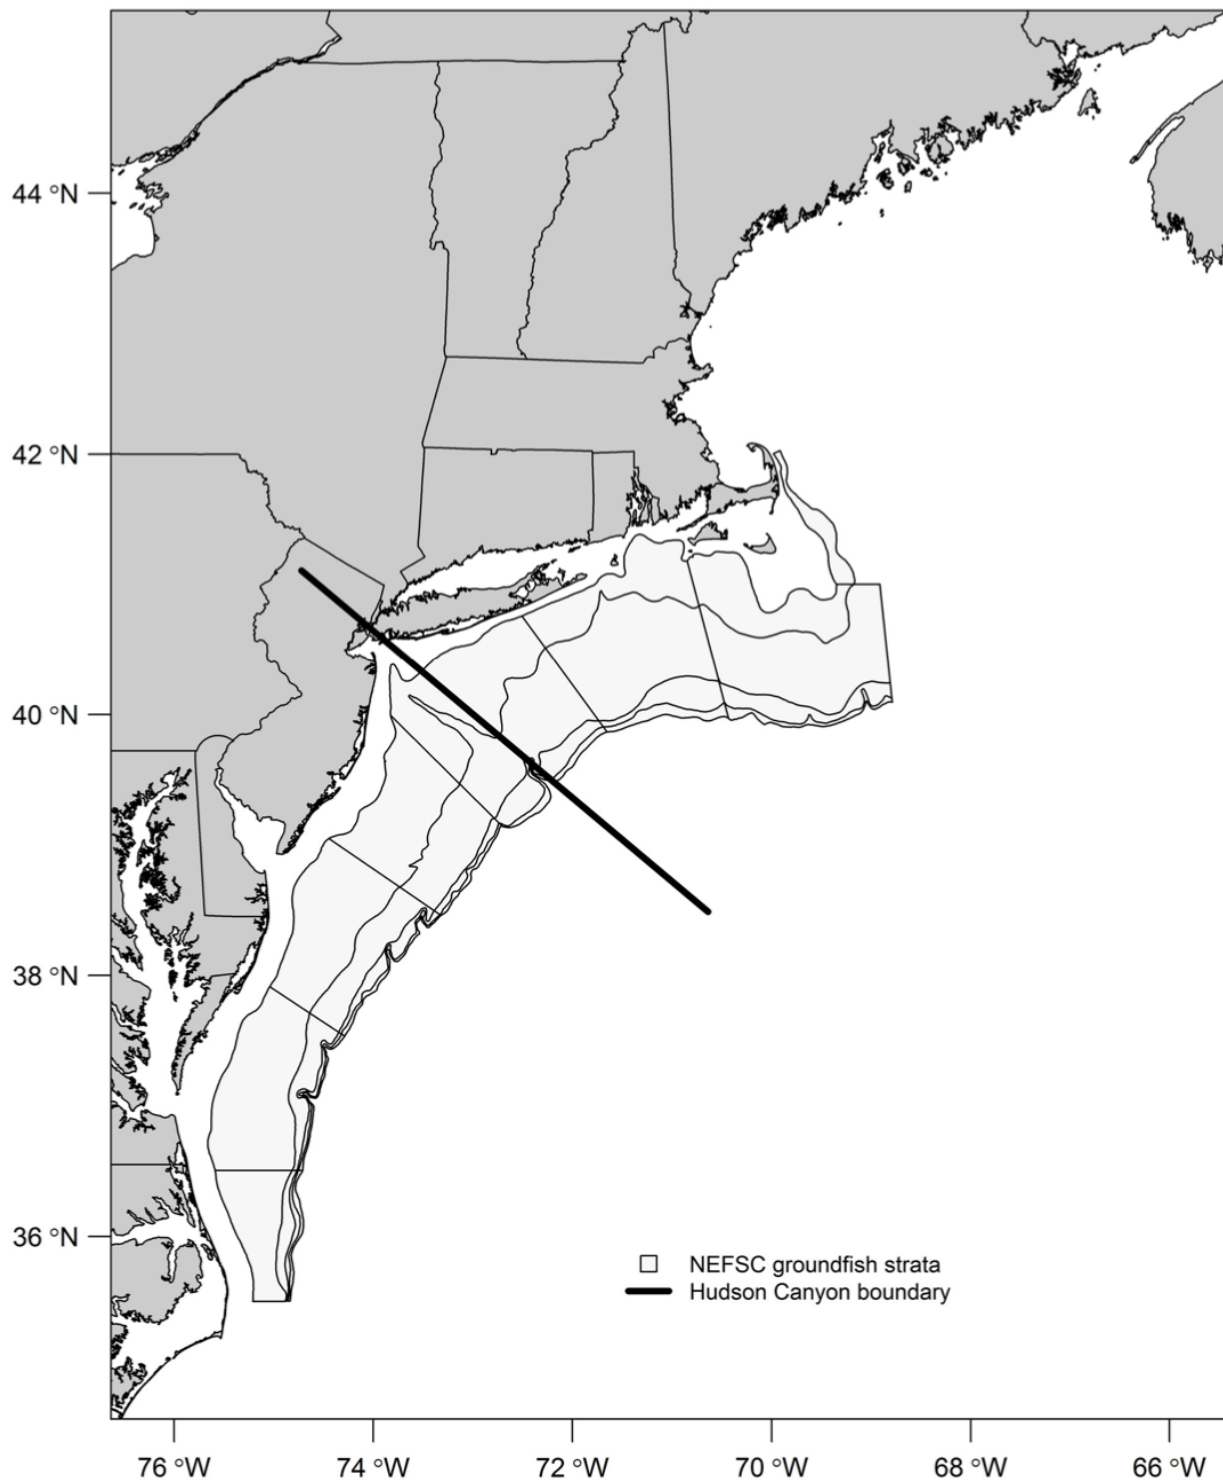 44 °N
42 °N
40 °N
38 °N
36 °N
NEFSC groundfish strata
Hudson Canyon boundary
76 °W
74 °W
72 °W
70 °W
68 °W
66 °W